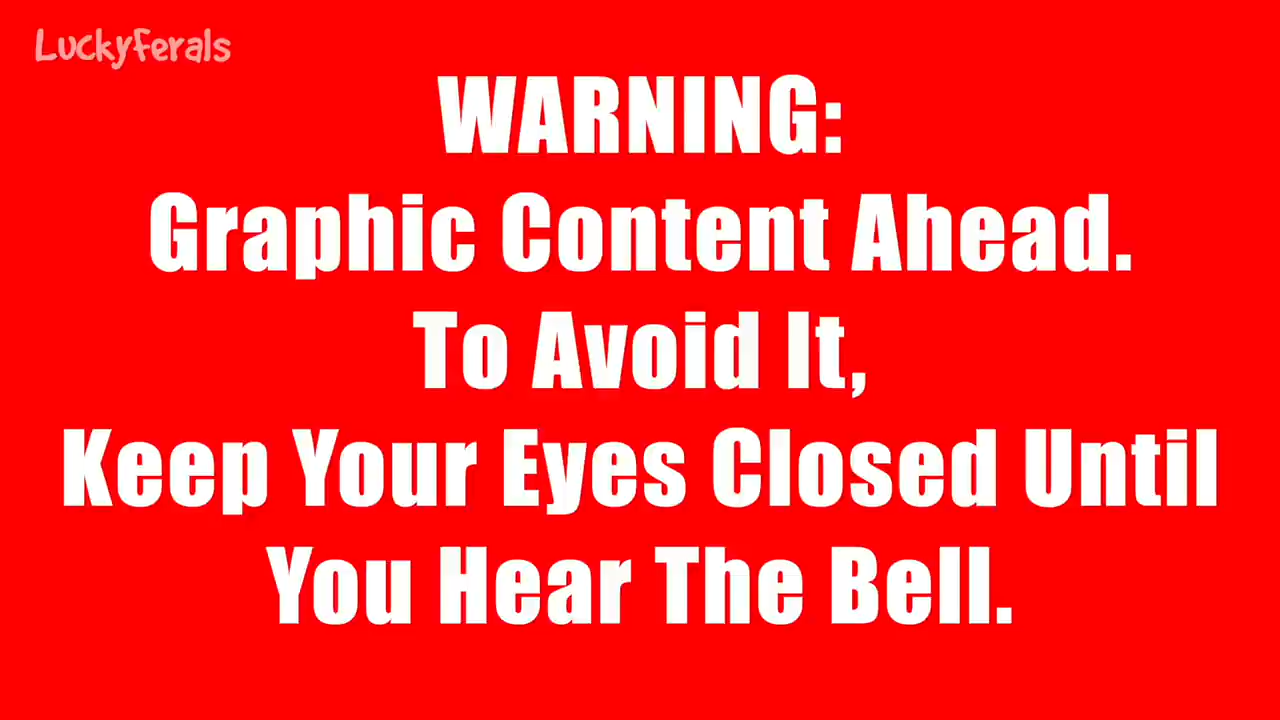 LuckyFerals
WARNING:
Graphic Content Ahead.
To Avoid It,
Keep Your Eyes Closed Until
You Hear The Bell.